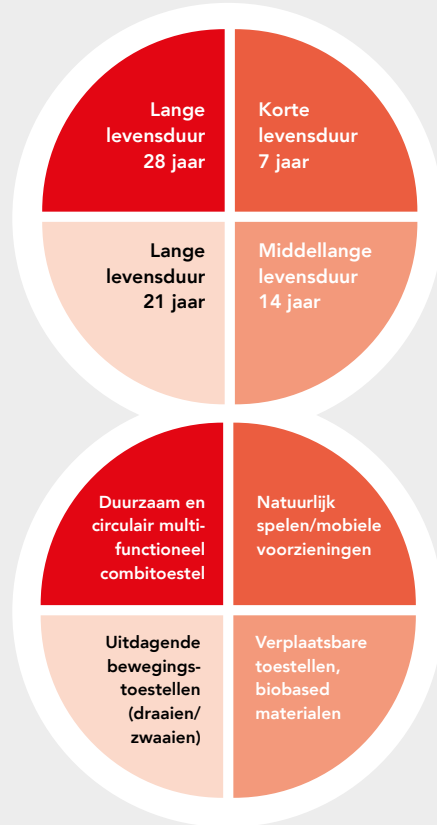 Lange
levensduur
28 jaar
Korte
levensduur
7 jaar
Lange
levensduur
21 jaar
Middellange
levensduur
14 jaar
Duurzaam en
circulair multi-
functioneel
combitoestel
Natuurlijk
spelen/mobiele
voorzieningen
Uitdagende
bewegings-
toestellen
(draaien/
zwaaien)
Verplaatsbare
toestellen,
biobased
materialen